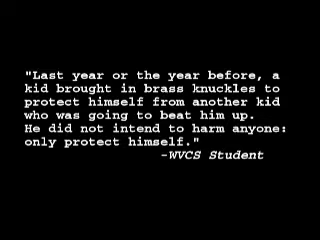 "Last year or the year before, a
kid brought in brass knuckles to
protect himself from another kid
who was going to beat him up.
He did not intend to harm anyone:
only protect himself."
-WVCS Student